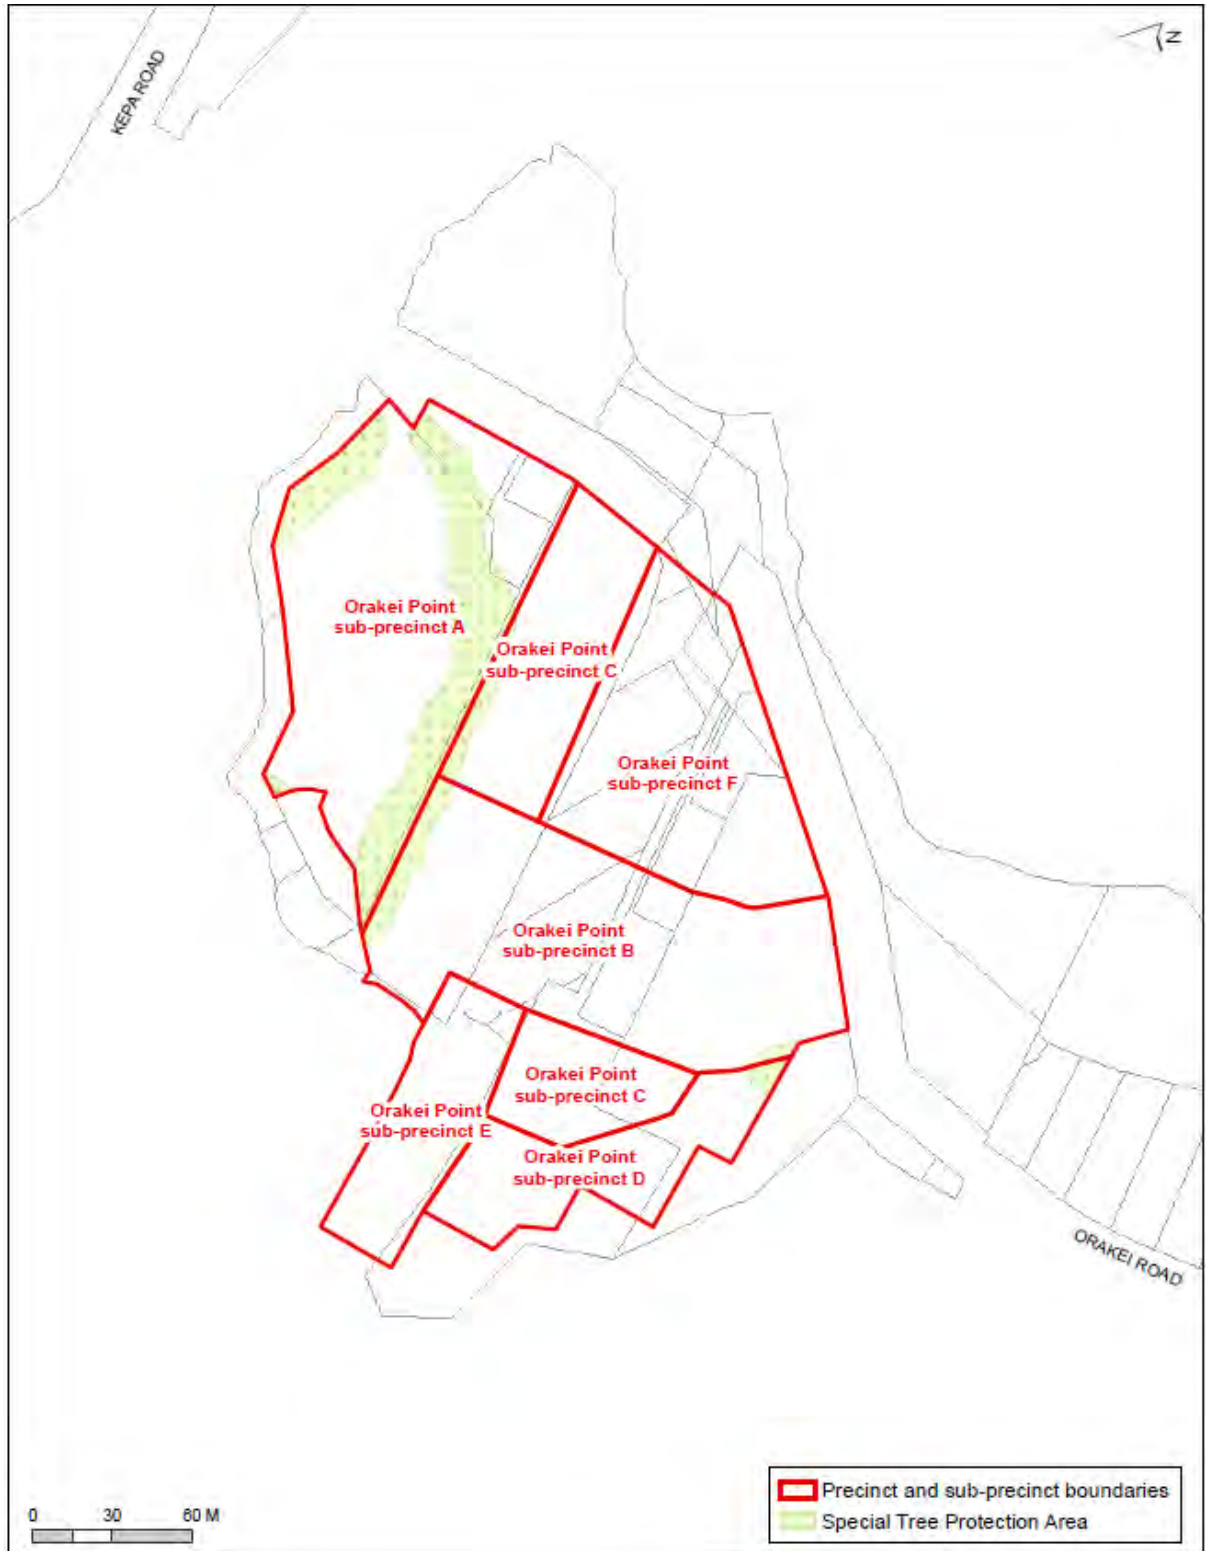 N
KEPA ROAD
Orakei Point
sub-precinct A
Orakei Point
sub-precinct C
Orakei Point
sub-precinct F
Orakei Point
sub-precinct B
Orakei Point
sub-precinct C
Orakei Point
sub-precinct E
Orakei Point
sub-precinct D
ORAKEI ROAD
Precinct and sub-precinct boundaries
Special Tree Protection Area
0 30 60 M